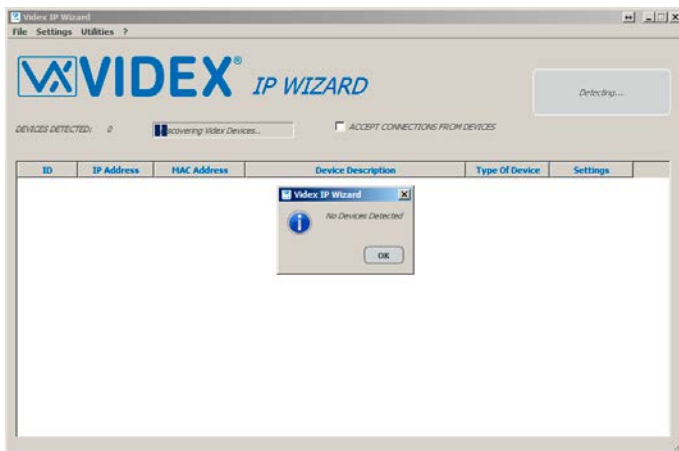 Videx IP Wizard
File Settings Utilities ?
VIDEX® IP WIZARD
Detecting...
DEVICES DETECTED: 0
scovering Videx Devices...
ACCEPT CONNECTIONS FROM DEVICES
ID IP Address MAC Address Device Description Type Of Device Settings
Videx IP Wizard
No Devices Detected
OK